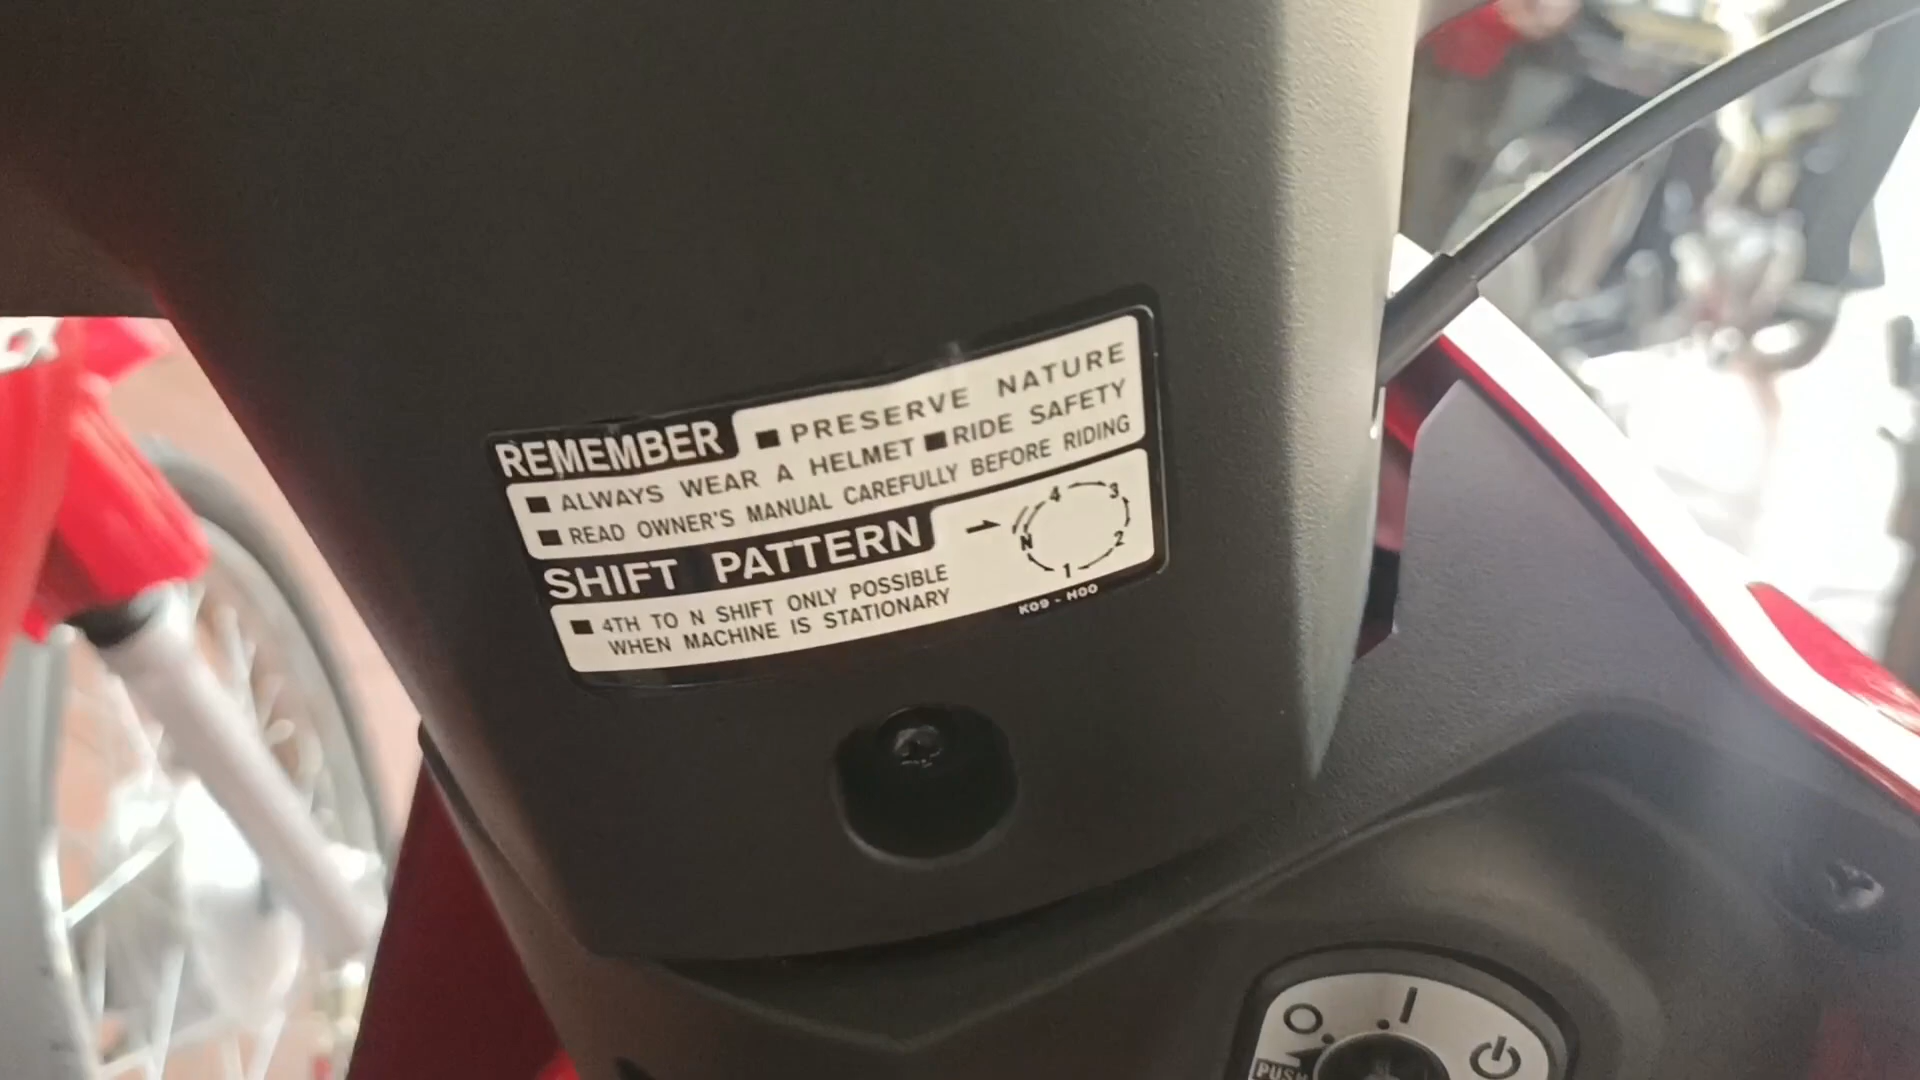 REMEMBER ■ PRESERVE NATURE
■ ALWAYS WEAR A HELMET ■ RIDE SAFETY
■ READ OWNER'S MANUAL CAREFULLY BEFORE RIDING
SHIFT PATTERN
■ 4TH TO N SHIFT ONLY POSSIBLE
WHEN MACHINE IS STATIONARY
4 3
N 2
1
K09 - H00
PUSH